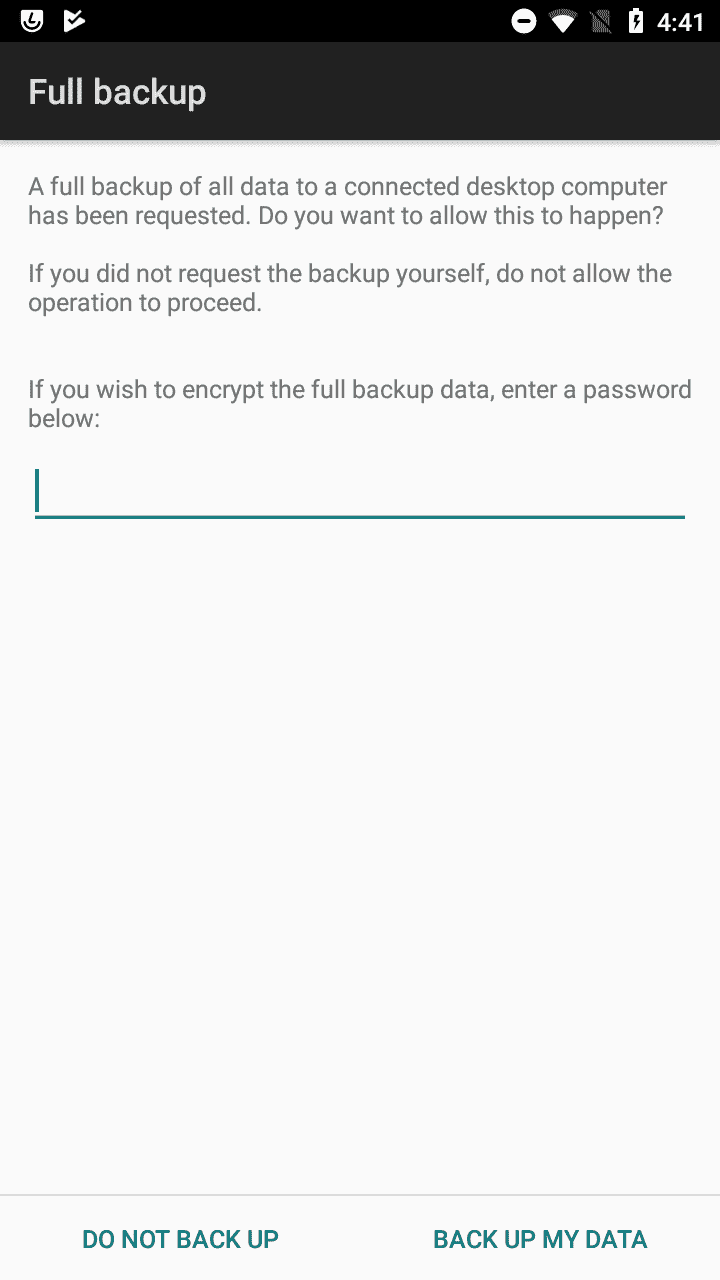 4:41
Full backup
A full backup of all data to a connected desktop computer
has been requested. Do you want to allow this to happen?
If you did not request the backup yourself, do not allow the
operation to proceed.
If you wish to encrypt the full backup data, enter a password
below:
DO NOT BACK UP
BACK UP MY DATA